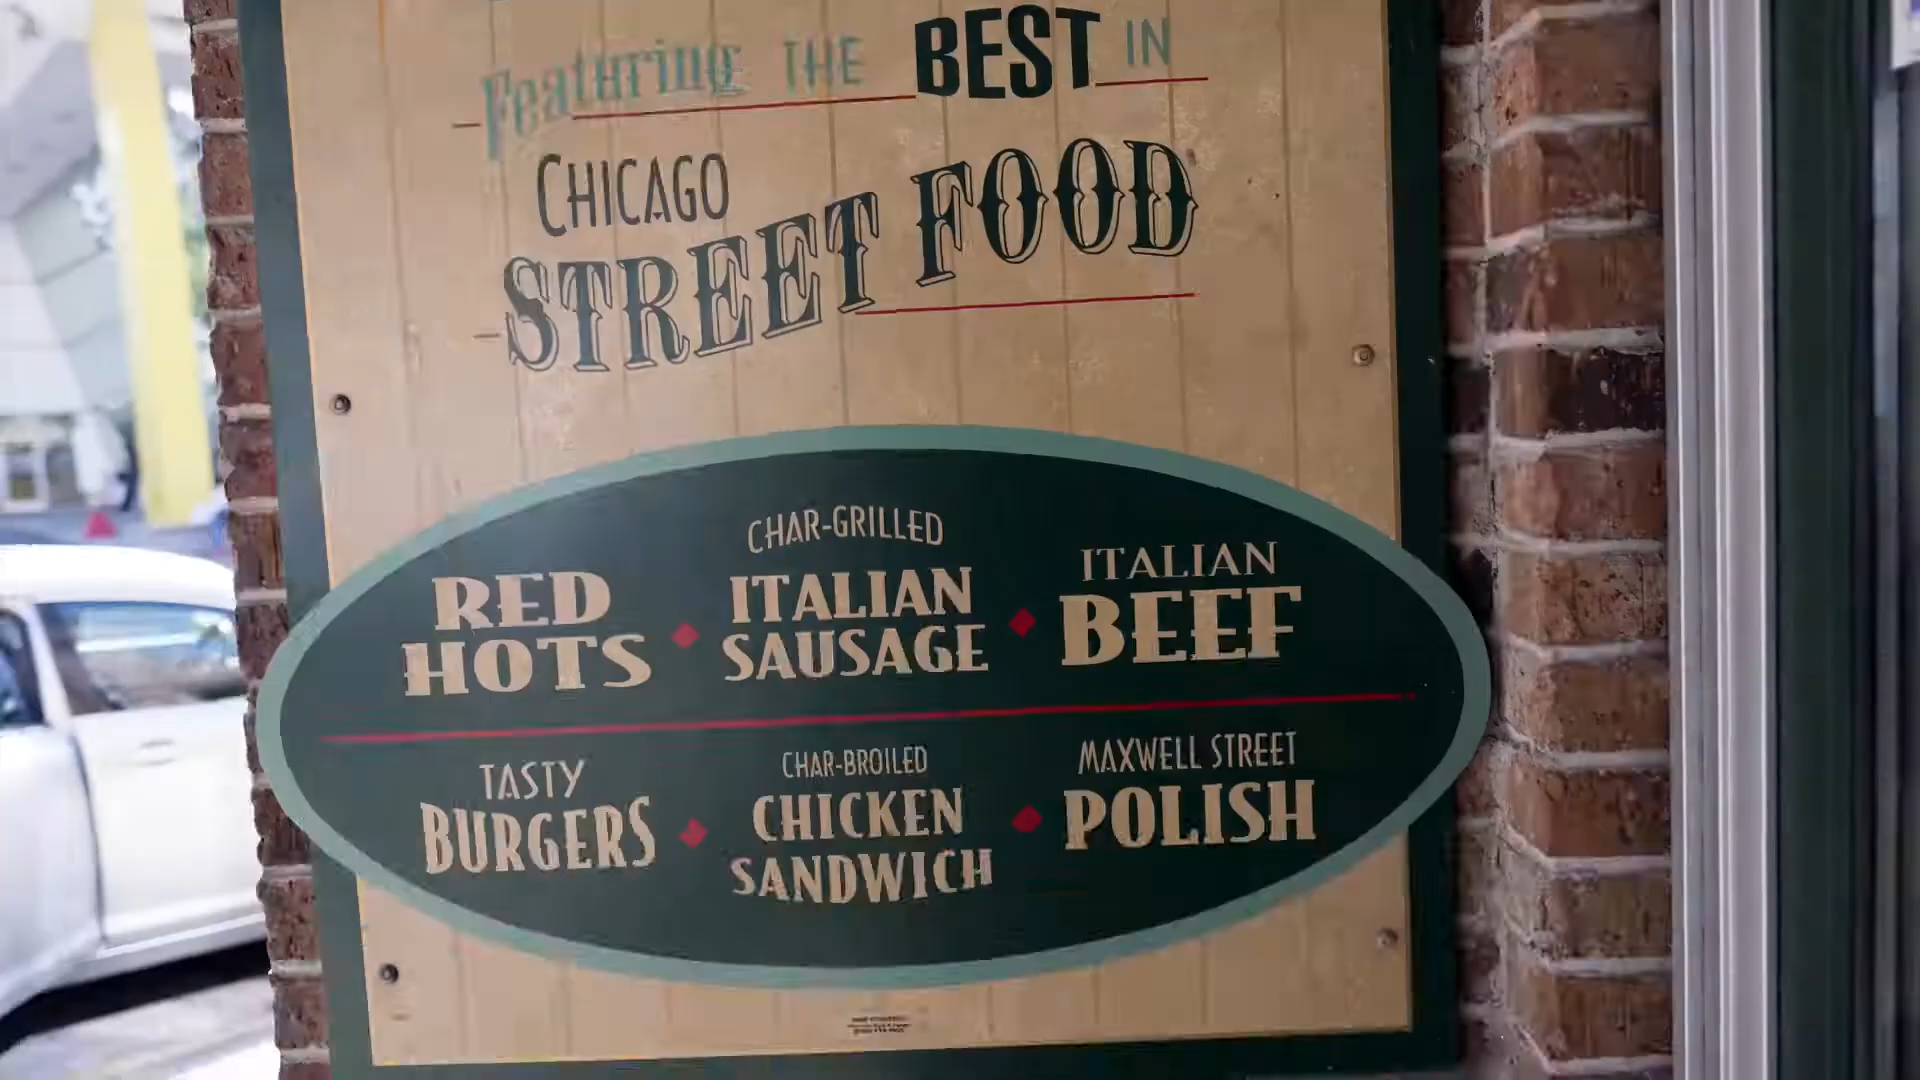 Featuring THE BEST IN
CHICAGO
STREET FOOD
CHAR-GRILLED
RED HOTS
ITALIAN SAUSAGE
ITALIAN BEEF
TASTY BURGERS
CHAR-BROILED
CHICKEN SANDWICH
MAXWELL STREET
POLISH